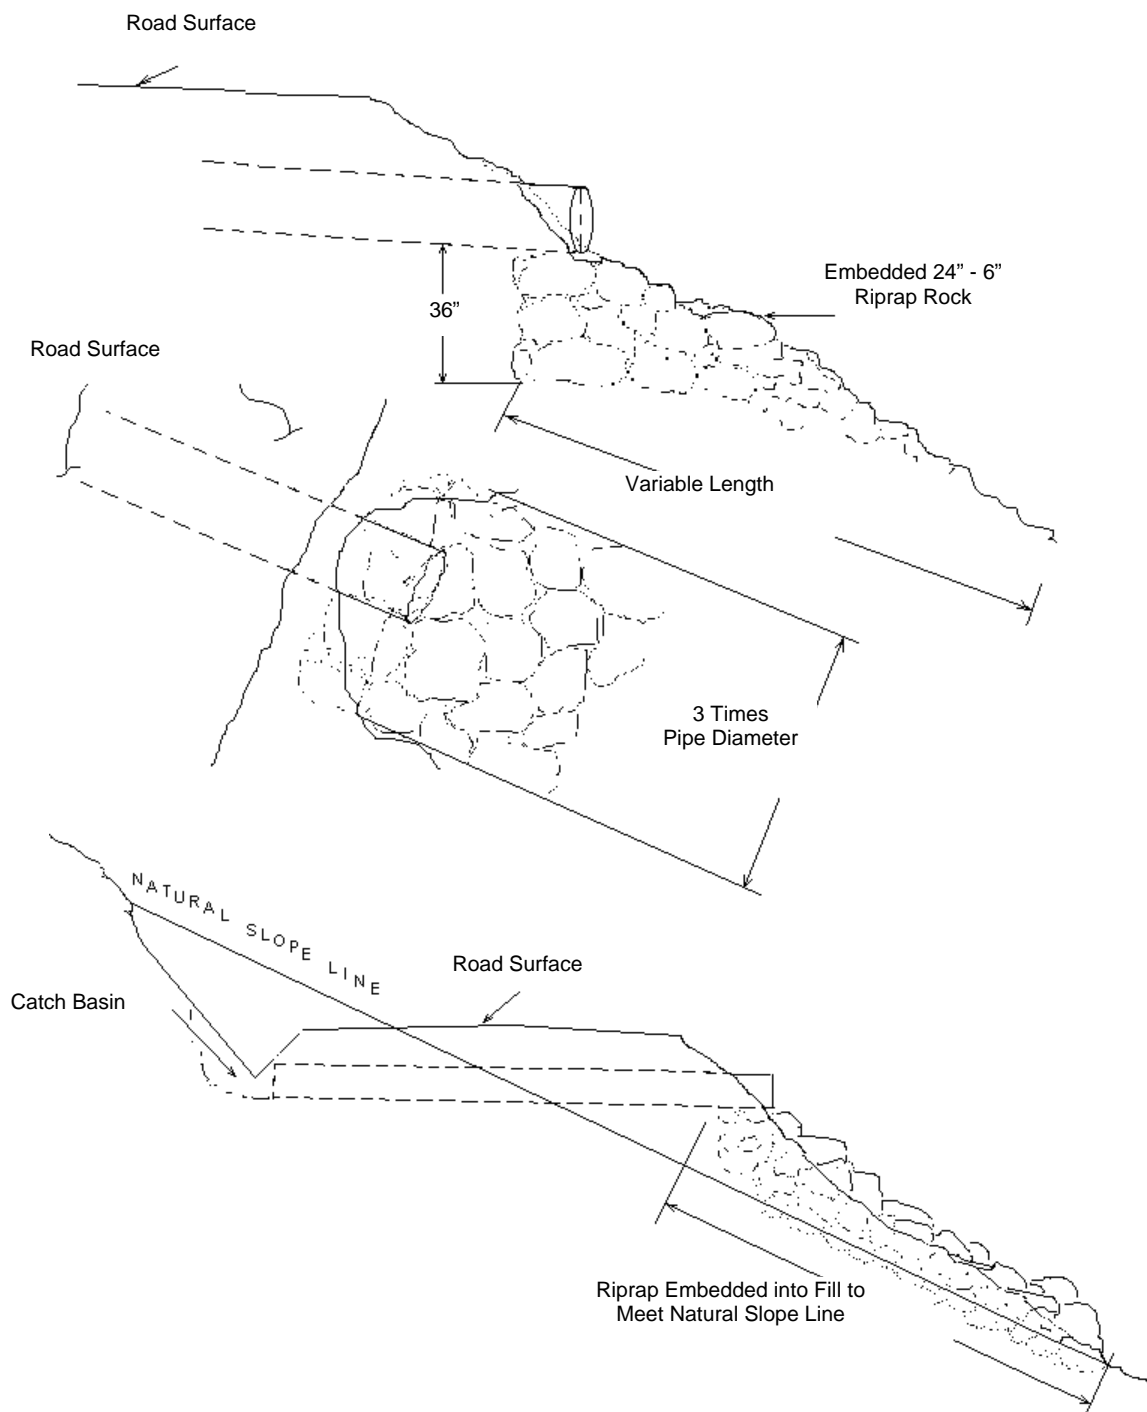 Road Surface
Embedded 24” - 6”
Riprap Rock
36”
Road Surface
Variable Length
3 Times
Pipe Diameter
NATURAL SLOPE LINE
Road Surface
Catch Basin
Riprap Embedded into Fill to
Meet Natural Slope Line